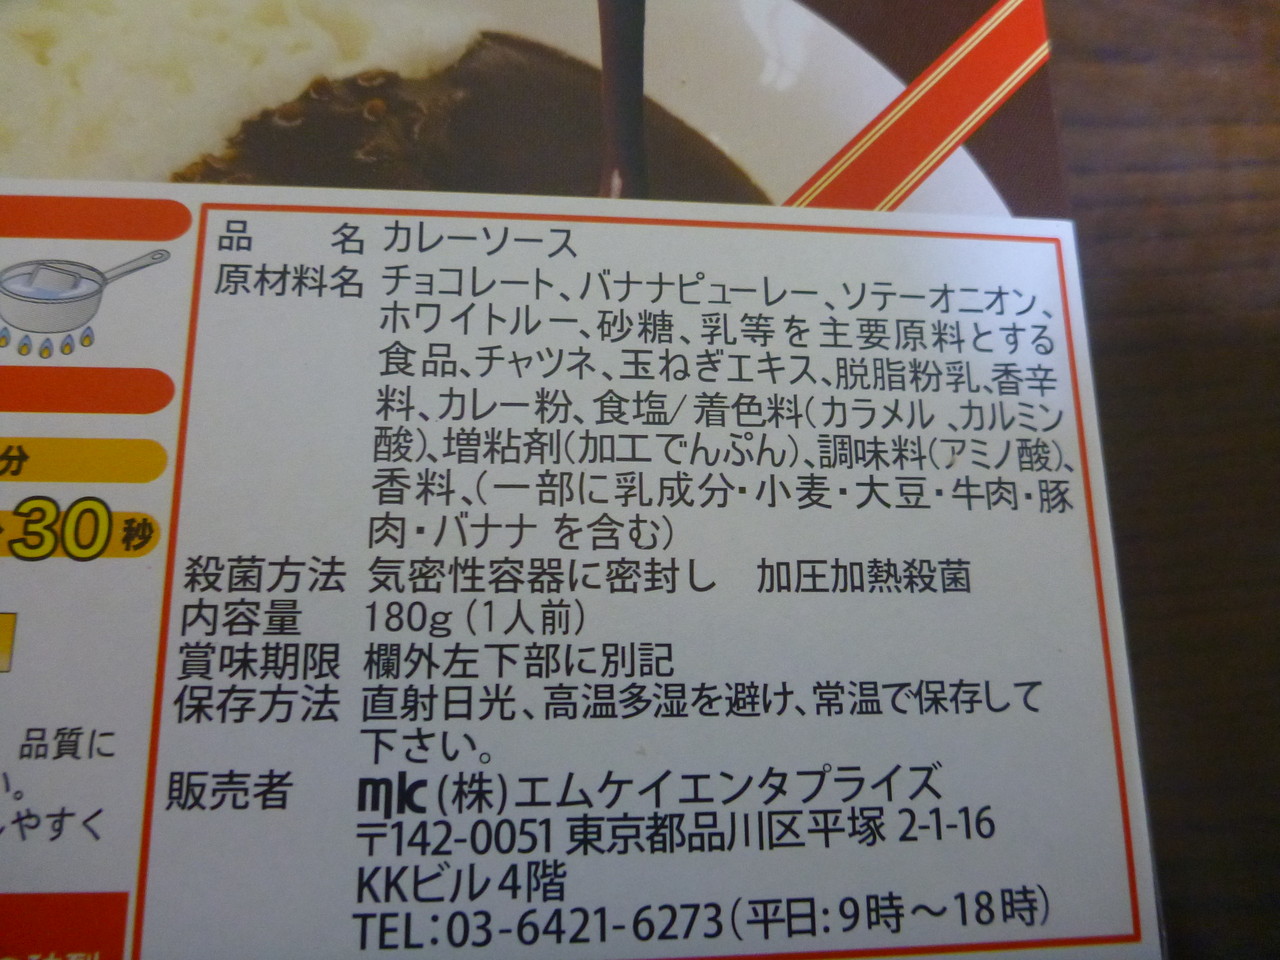 品名 カレーソース
原材料名 チョコレート、バナナピューレー、ソテーオニオン、
ホワイトルー、砂糖、乳等を主要原料とする
食品、チャツネ、玉ねぎエキス、脱脂粉乳、香辛
料、カレー粉、食塩/着色料(カラメル、カルミン
酸)、増粘剤(加工でんぷん)、調味料(アミノ酸)、
香料、(一部に乳成分・小麦・大豆・牛肉・豚
肉・バナナ を含む)
殺菌方法 気密性容器に密封し 加圧加熱殺菌
内容量 180g(1人前)
賞味期限 欄外左下部に別記
保存方法 直射日光、高温多湿を避け、常温で保存して
下さい。
販売者 mk(株)エムケイエンタプライズ
〒142-0051 東京都品川区平塚 2-1-16
KKビル4階
TEL:03-6421-6273(平日:9時〜18時)
分
30秒
品質に
い。
しやすく